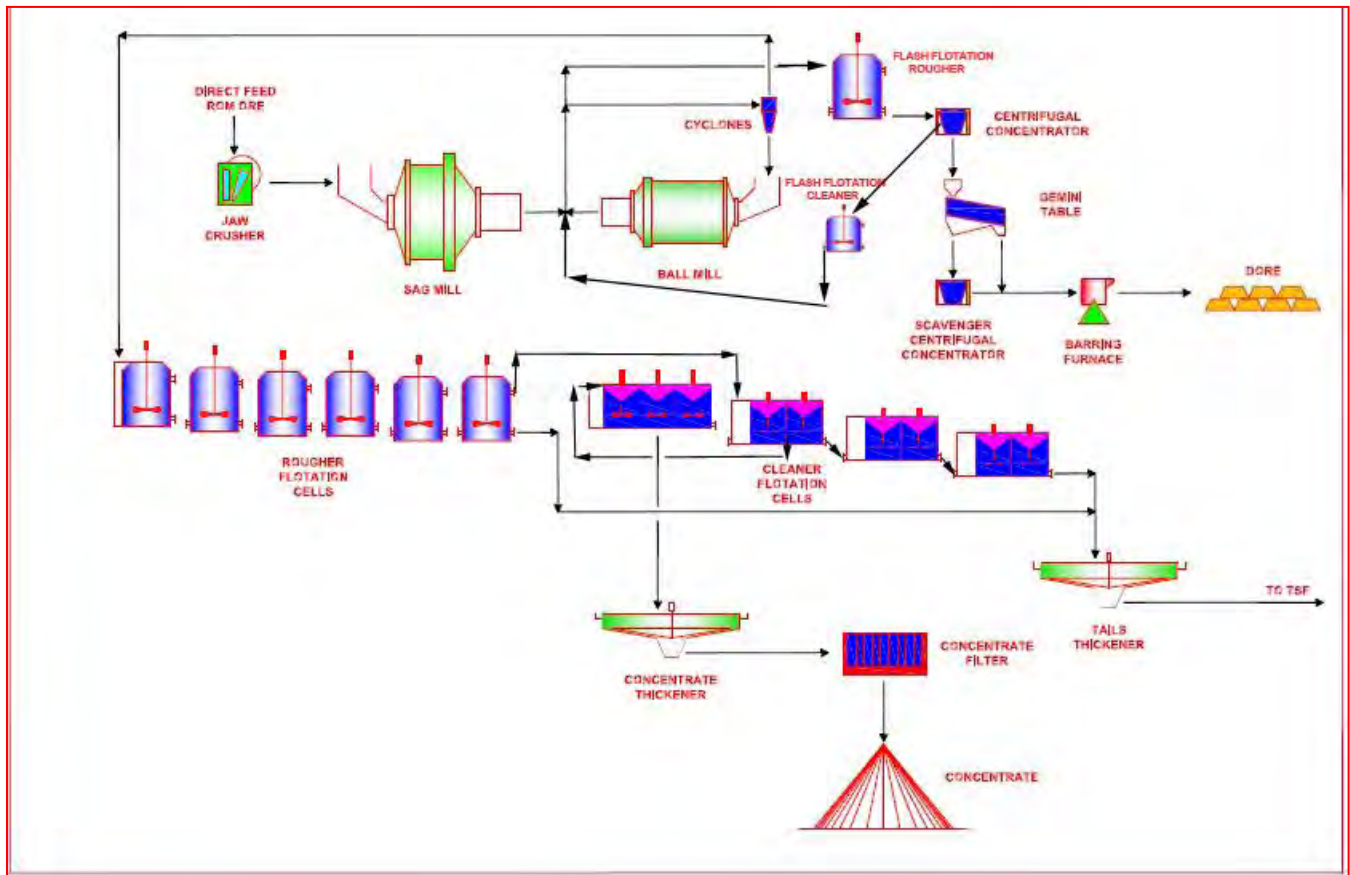 FLASH FLOTATION
ROUGHER
DIRECT FEED
ROM ORE
CYCLONES
CENTRIFUGAL
CONCENTRATOR
FLASH FLOTATION
CLEANER
GEMINI
TABLE
JAW
CRUSHER
BALL MILL
SAG MILL
DORE
SCAVENGER
CENTRIFUGAL
CONCENTRATOR
BARRING
FURNACE
ROUGHER
FLOTATION
CELLS
CLEANER
FLOTATION
CELLS
TO TSF
TAILS
THICKENER
CONCENTRATE
FILTER
CONCENTRATE
THICKENER
CONCENTRATE